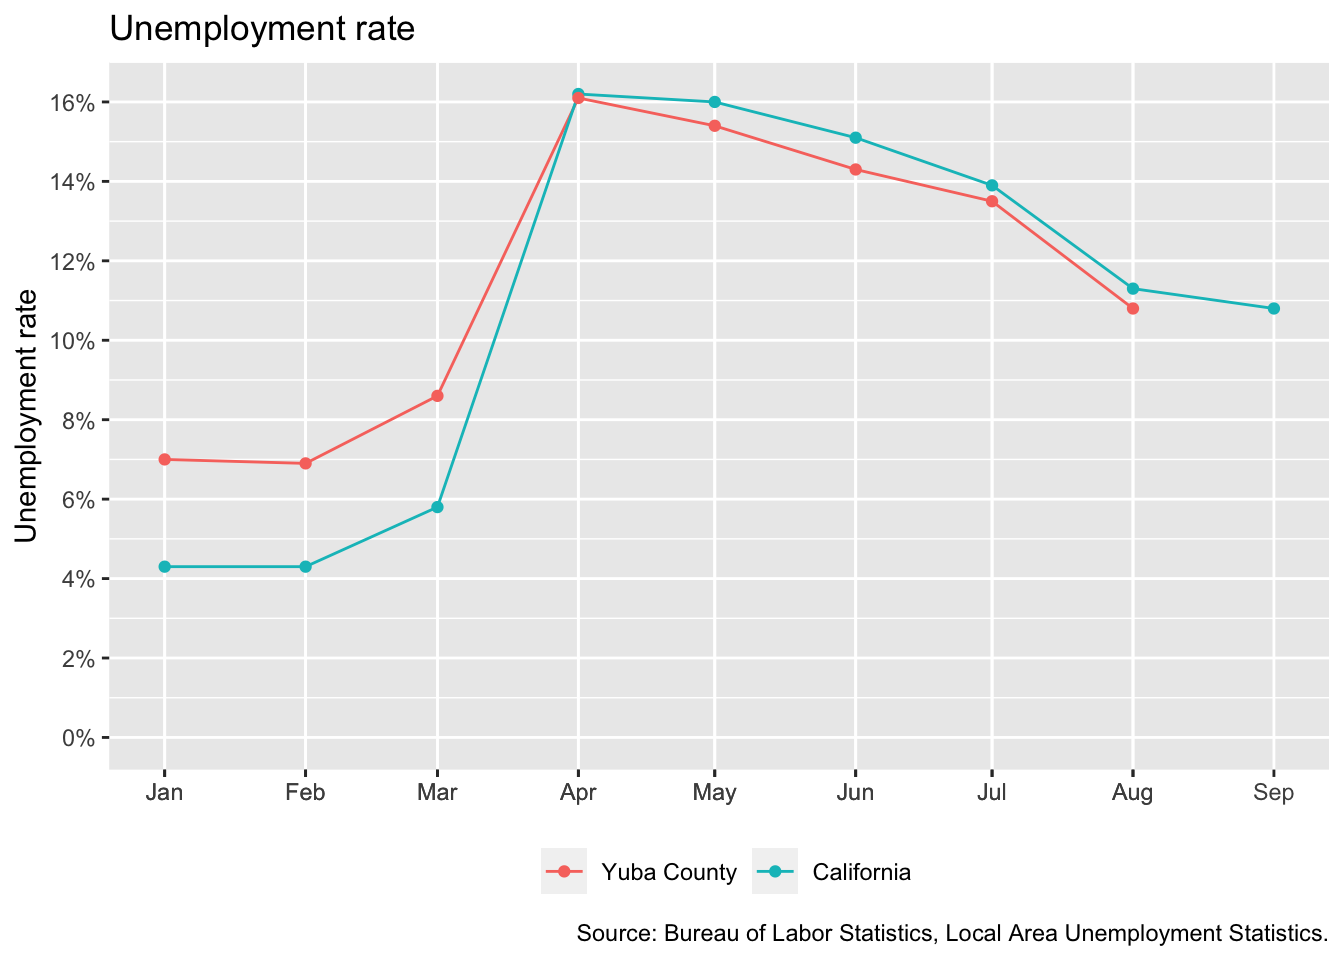 Unemployment rate
Unemployment rate
16%
14%
12%
10%
8%
6%
4%
2%
0%
Jan Feb Mar Apr May Jun Jul Aug Sep
Yuba County California
Source: Bureau of Labor Statistics, Local Area Unemployment Statistics.